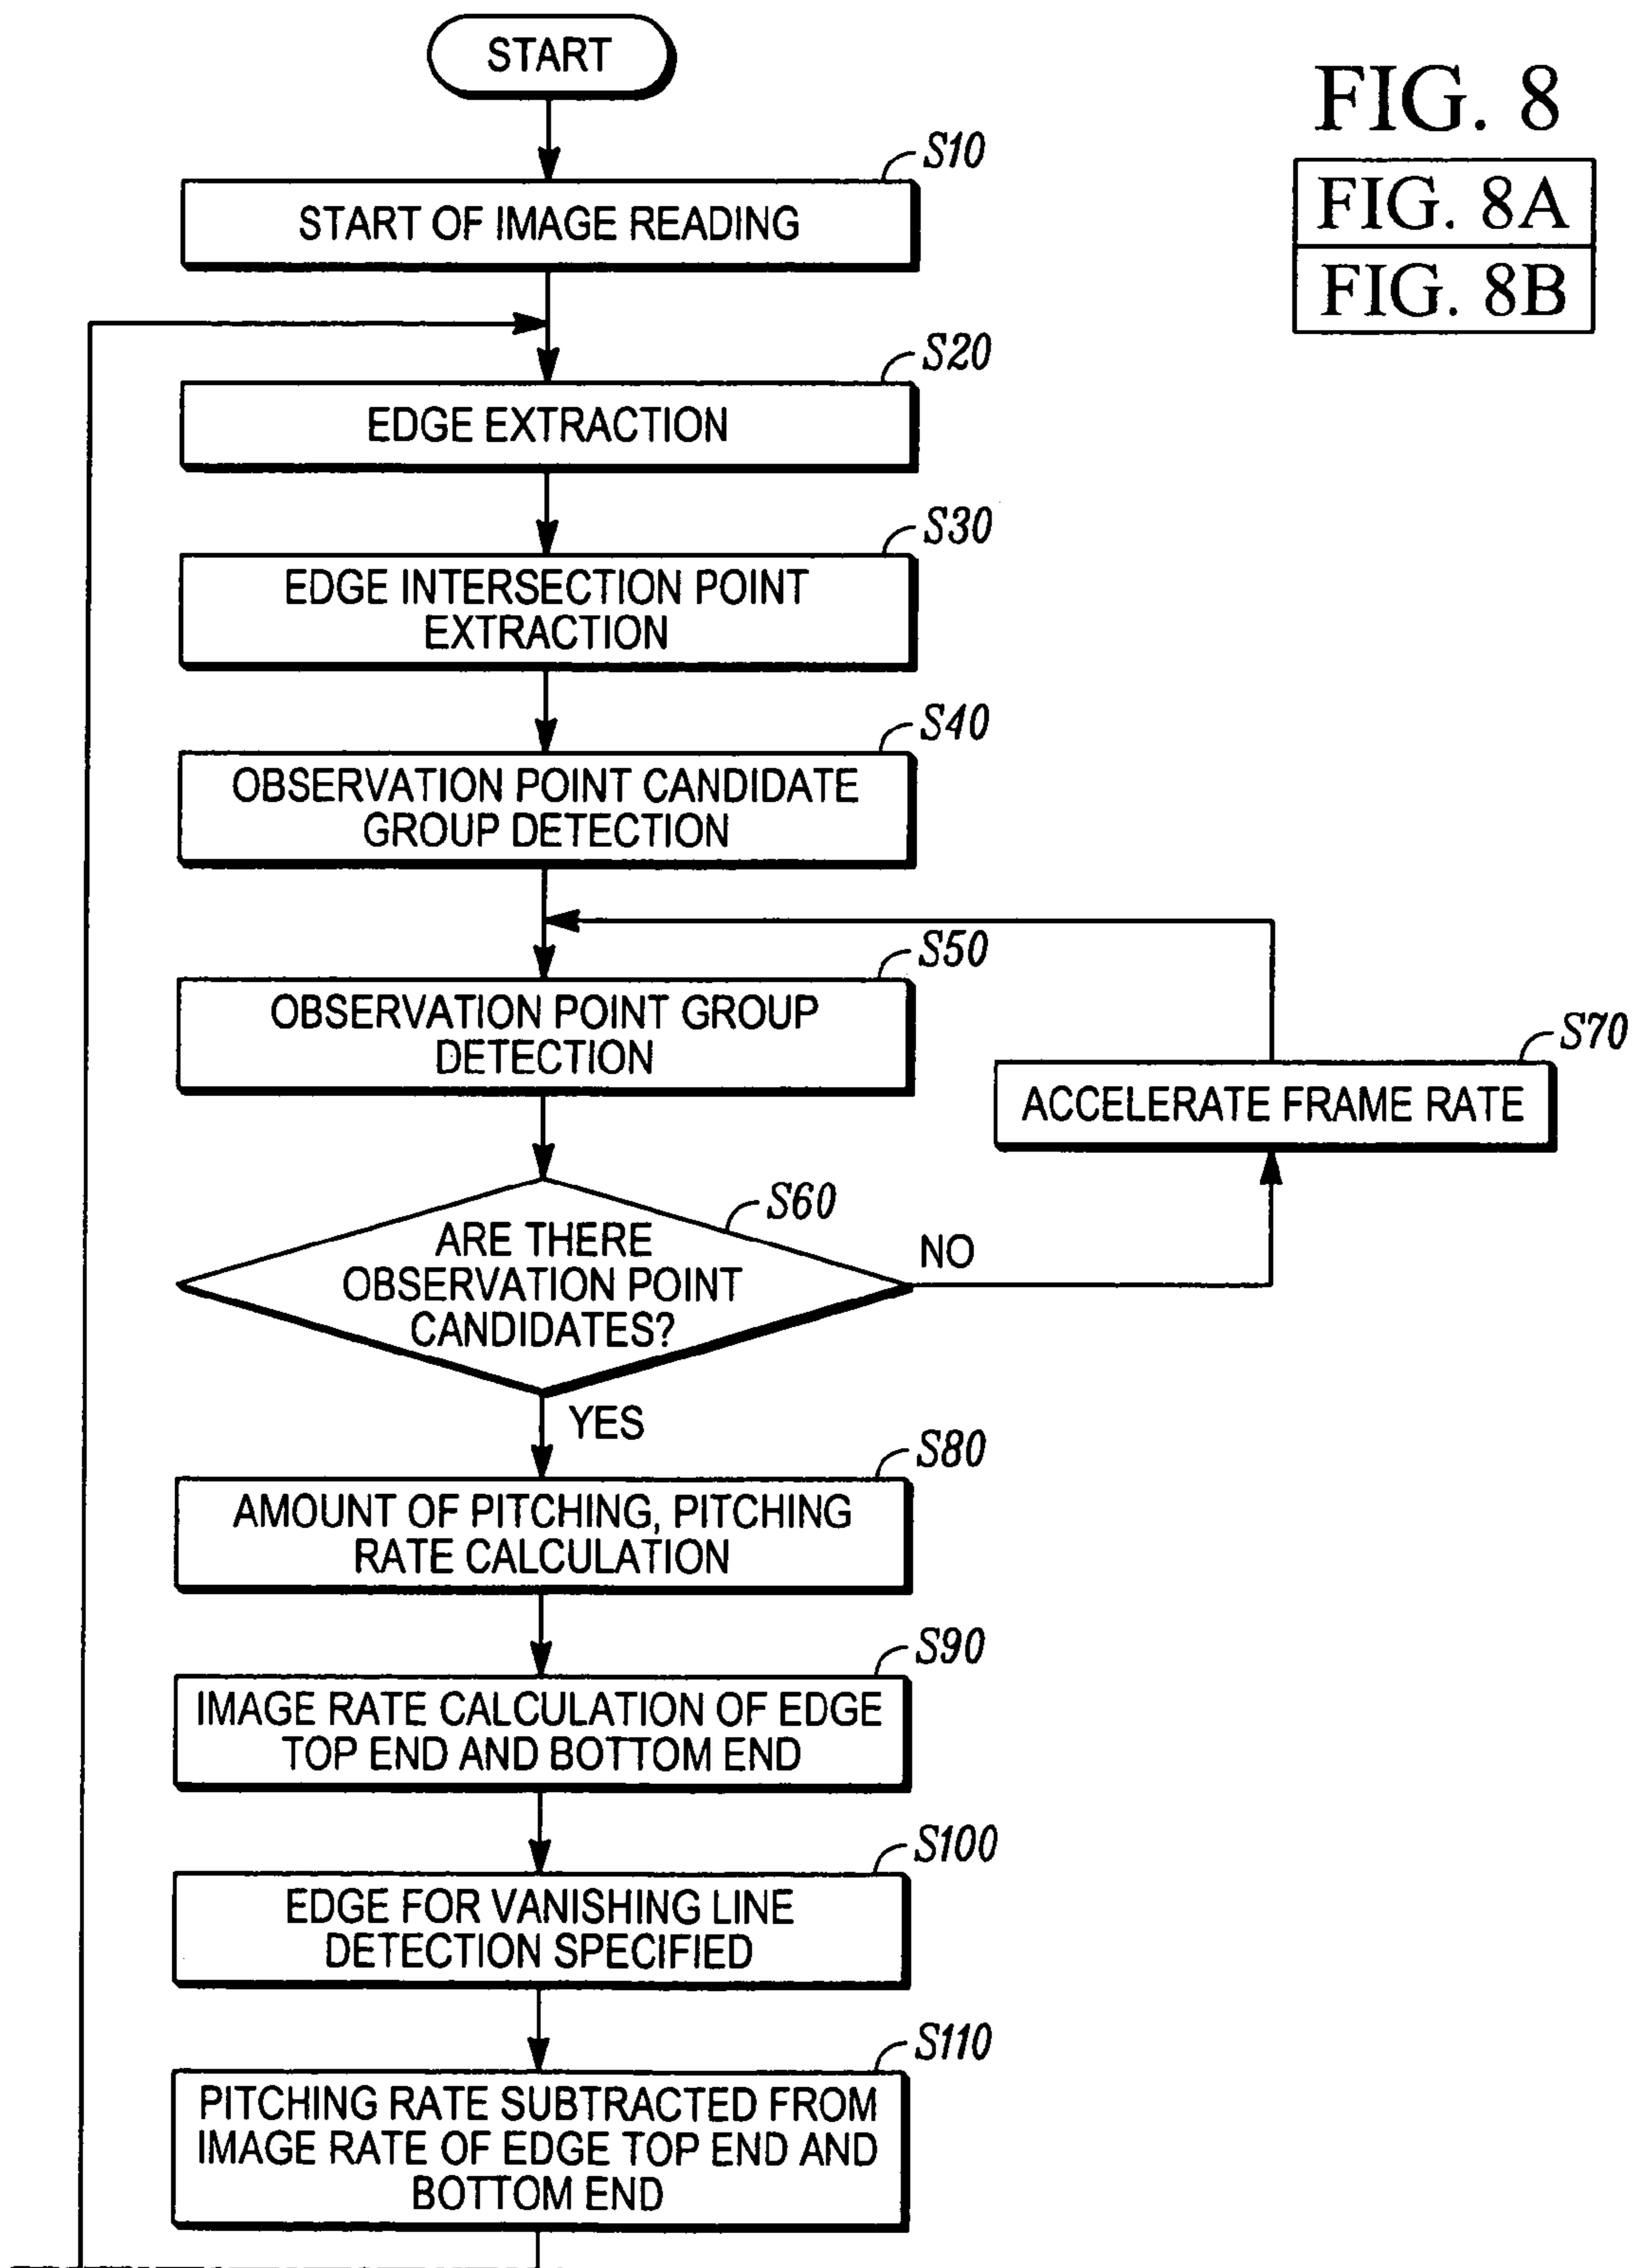 START
FIG. 8
FIG. 8A
FIG. 8B
S10
START OF IMAGE READING
S20
EDGE EXTRACTION
S30
EDGE INTERSECTION POINT
EXTRACTION
S40
OBSERVATION POINT CANDIDATE
GROUP DETECTION
S50
OBSERVATION POINT GROUP
DETECTION
S70
ACCELERATE FRAME RATE
S60
ARE THERE
OBSERVATION POINT
CANDIDATES?
NO
YES
S80
AMOUNT OF PITCHING, PITCHING
RATE CALCULATION
S90
IMAGE RATE CALCULATION OF EDGE
TOP END AND BOTTOM END
S100
EDGE FOR VANISHING LINE
DETECTION SPECIFIED
S110
PITCHING RATE SUBTRACTED FROM
IMAGE RATE OF EDGE TOP END AND
BOTTOM END